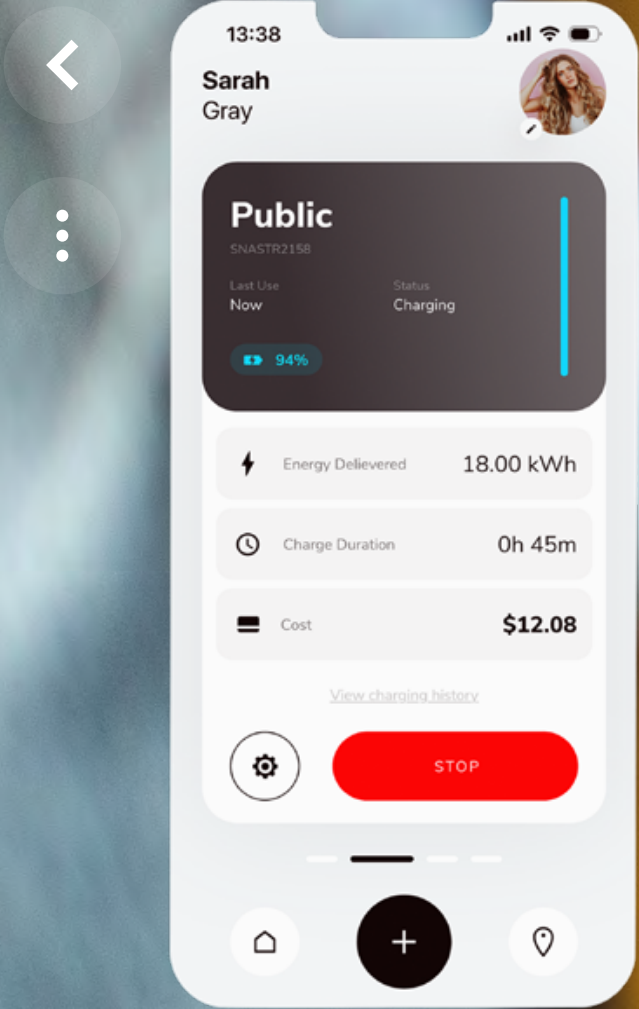 13:38
Sarah
Gray
Public
SNASTR2158
Last Use
Status
Now
Charging
94%
Energy Delievered
18.00 kWh
Charge Duration
0h 45m
Cost
$12.08
View charging history
STOP